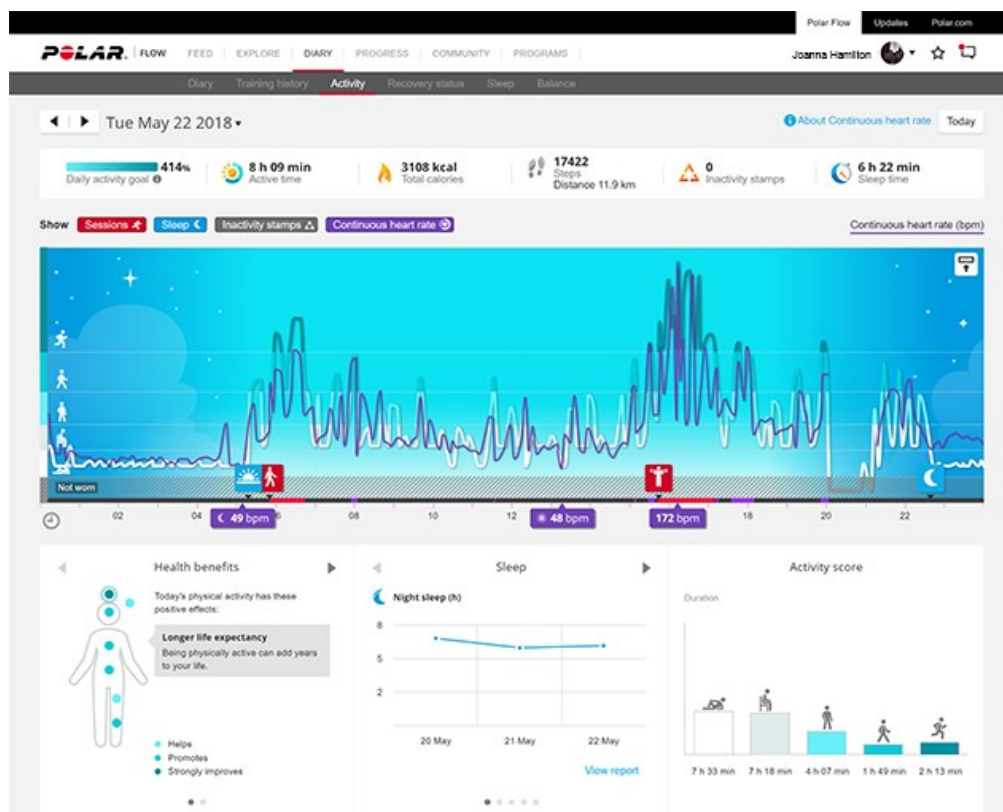 Polar Flow Updates Polar.com
POLAR. FLOW FEED EXPLORE DIARY PROGRESS COMMUNITY PROGRAMS Joanna Hamilton
Diary Training history Activity Recovery status Sleep Balance
Tue May 22 2018 About Continuous heart rate Today
414% 8 h 09 min 3108 kcal 17422 0 6 h 22 min
Daily activity goal Active time Total calories Steps Inactivity stamps Sleep time
Distance 11.9 km
Show Sessions Sleep Inactivity stamps Continuous heart rate Continuous heart rate (bpm)
Not worn
02 04 49 bpm 6 08 10 12 48 bpm 172 bpm 18 20 22
Health benefits Sleep Activity score
Today's physical activity has these
positive effects:
Longer life expectancy
Being physically active can add years
to your life.
Helps
Promotes
Strongly improves
Night sleep (h)
8
5
2
20 May 21 May 22 May
View report
Duration
7 h 33 min 7 h 18 min 4 h 07 min 1 h 49 min 2 h 13 min